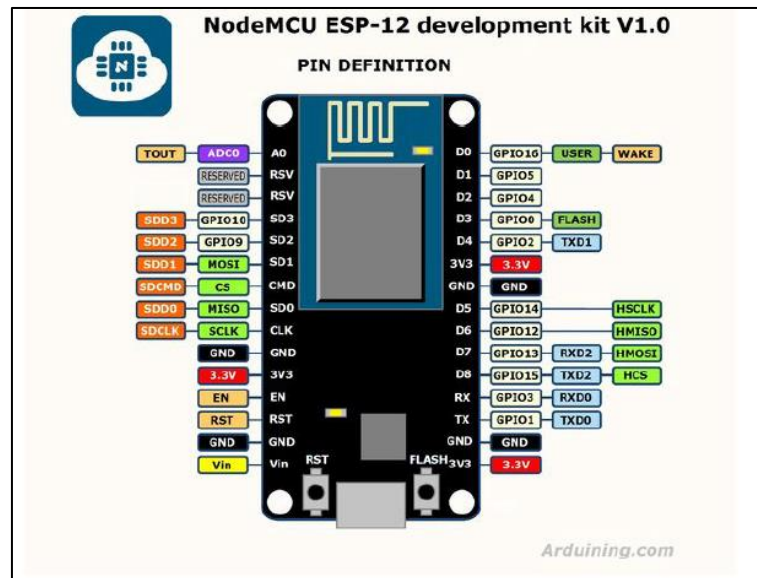 NodeMCU ESP-12 development kit V1.0
N
PIN DEFINITION
TOUT ADC0 A0 D0 GPIO16 USER WAKE
RESERVED RSV D1 GPIO5
RESERVED RSV D2 GPIO4
SDD3 GPIO10 SD3 D3 GPIO0 FLASH
SDD2 GPIO9 SD2 D4 GPIO2 TXD1
SDD1 MOSI SD1 3V3 3.3V
SDCMD CS CMD GND GND
SDD0 MISO SD0 D5 GPIO14 HSCLK
SDCLK SCLK CLK D6 GPIO12 HMISO
GND GND D7 GPIO13 RXD2 HMOSI
3.3V 3V3 D8 GPIO15 TXD2 HCS
EN EN RX GPIO3 RXD0
RST RST TX GPIO1 TXD0
GND GND GND GND
Vin Vin RST FLASH 3V3 3.3V
Arduining.com